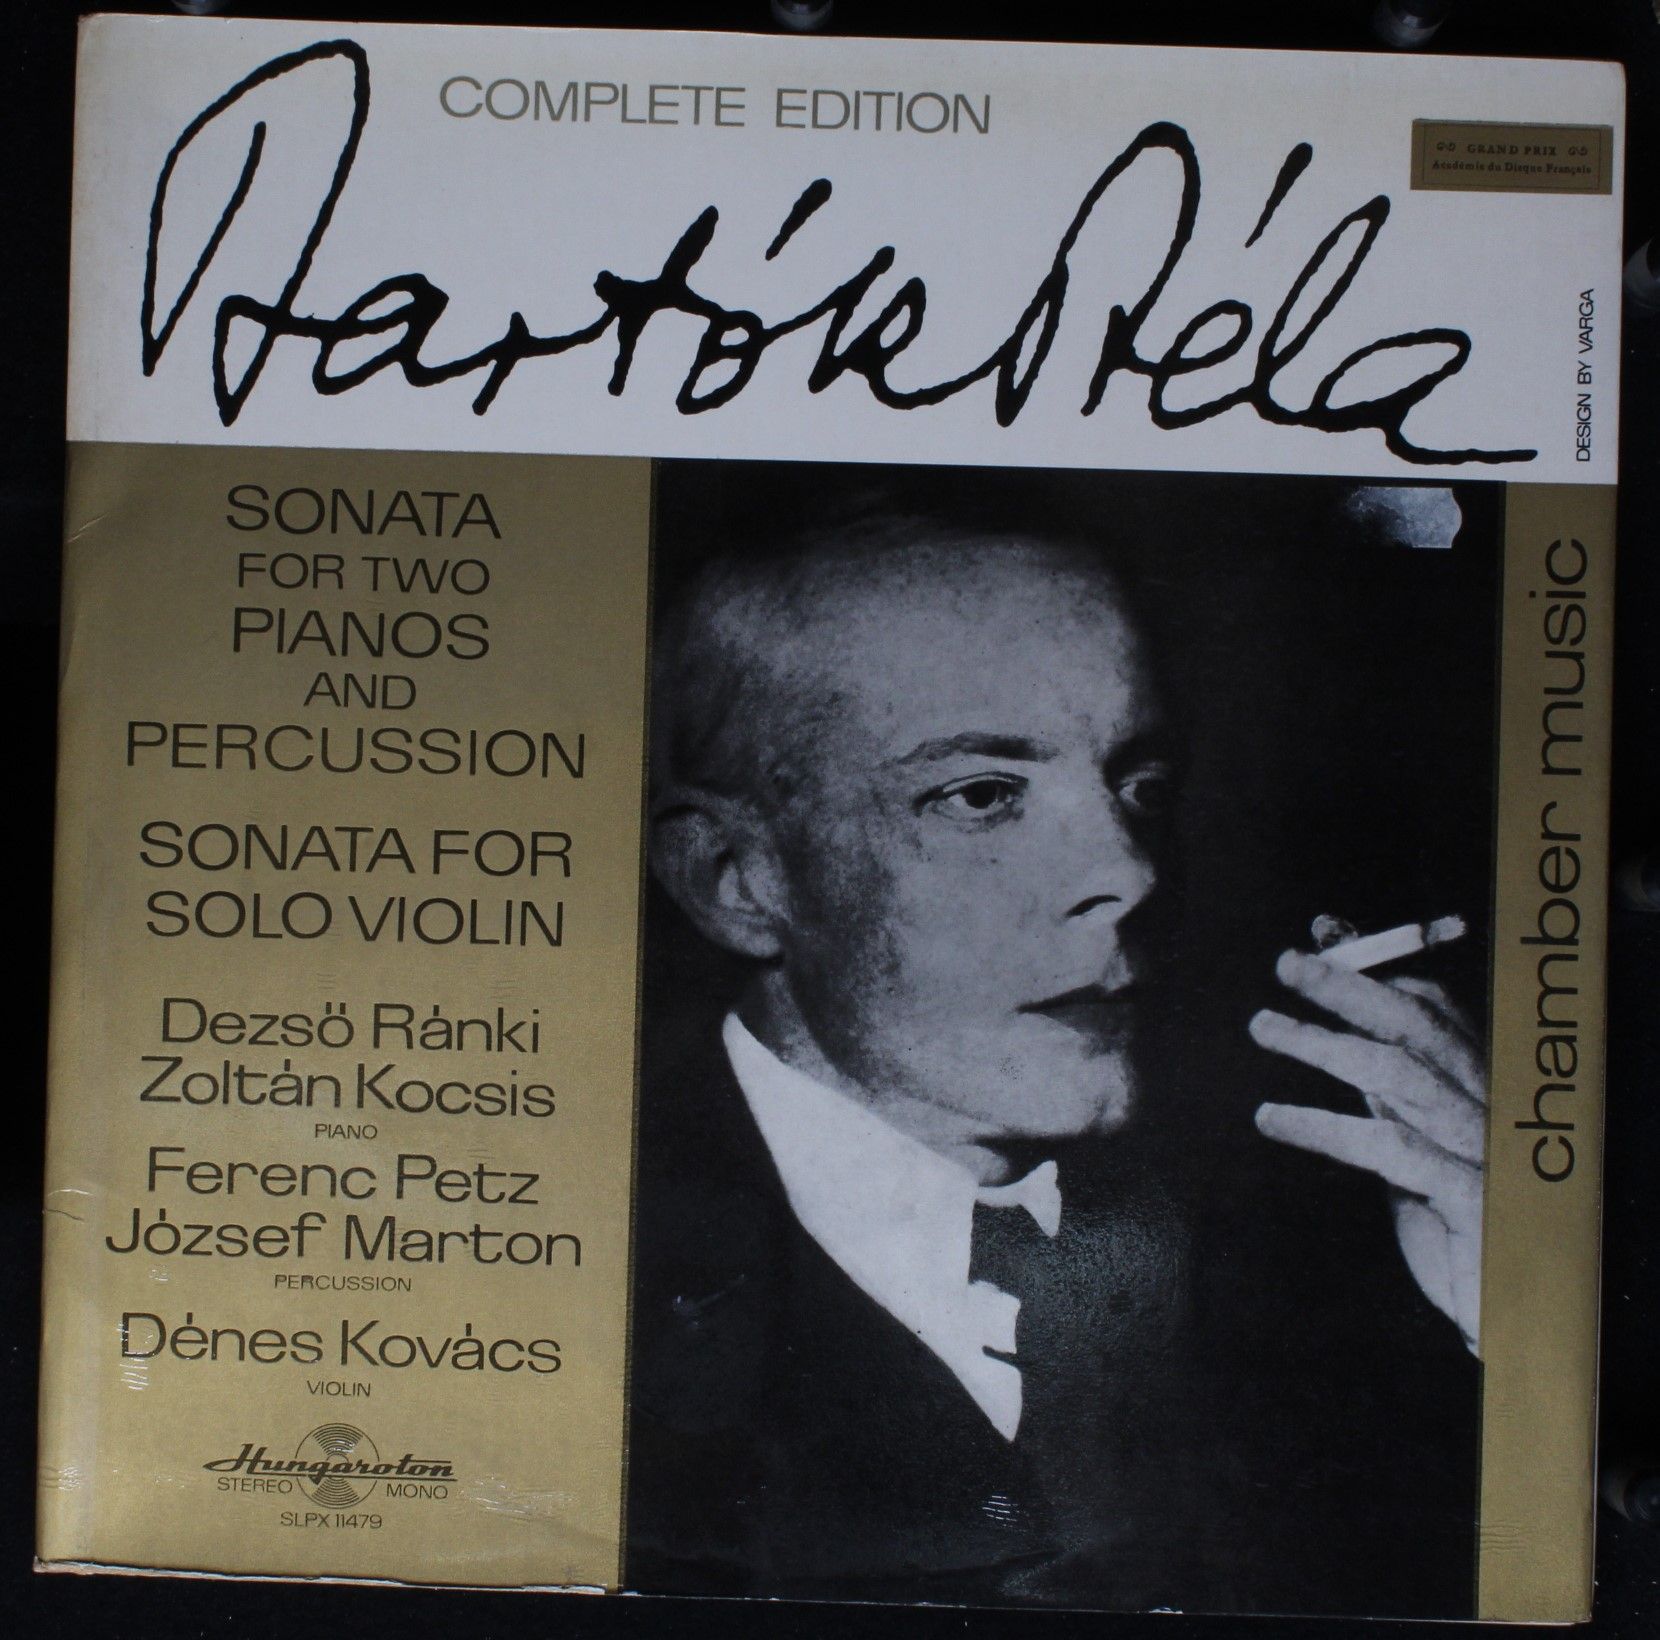 COMPLETE EDITION
Bartók Béla
GRAND PRIX
Académie du Disque Français
DESIGN BY VARGA
SONATA
FOR TWO
PIANOS
AND
PERCUSSION
SONATA FOR
SOLO VIOLIN
Dezsö Ránki
Zoltán Kocsis
PIANO
Ferenc Petz
József Marton
PERCUSSION
Dénes Kovács
VIOLIN
Hungaroton
STEREO MONO
SLPX 11479
chamber music